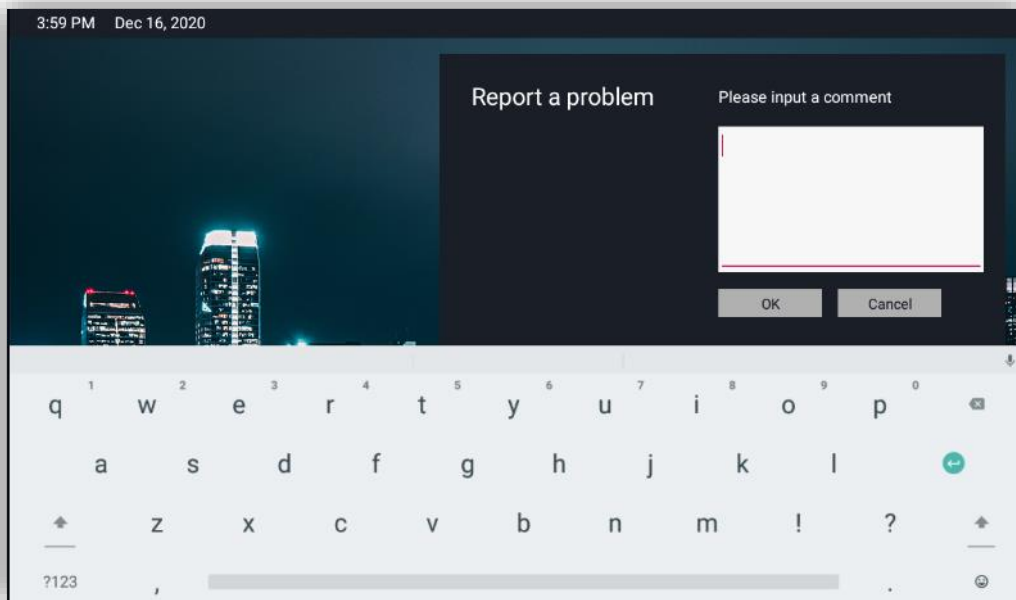 3:59 PM Dec 16, 2020
Report a problem
Please input a comment
OK Cancel
1 2 3 4 5 6 7 8 9 0
q w e r t y u i o p
a s d f g h j k l
z x c v b n m ! ?
?123 , .